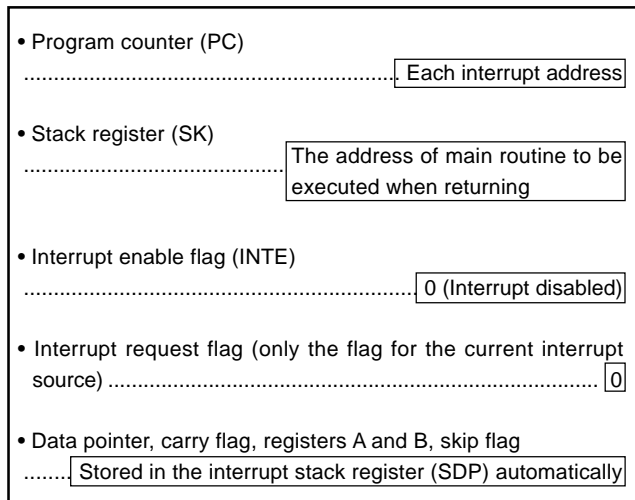 • Program counter (PC)
............................................................... Each interrupt address
• Stack register (SK)
............................................ The address of main routine to be
executed when returning
• Interrupt enable flag (INTE)
.................................................................. 0 (Interrupt disabled)
• Interrupt request flag (only the flag for the current interrupt
source) ................................................................................... 0
• Data pointer, carry flag, registers A and B, skip flag
........ Stored in the interrupt stack register (SDP) automatically